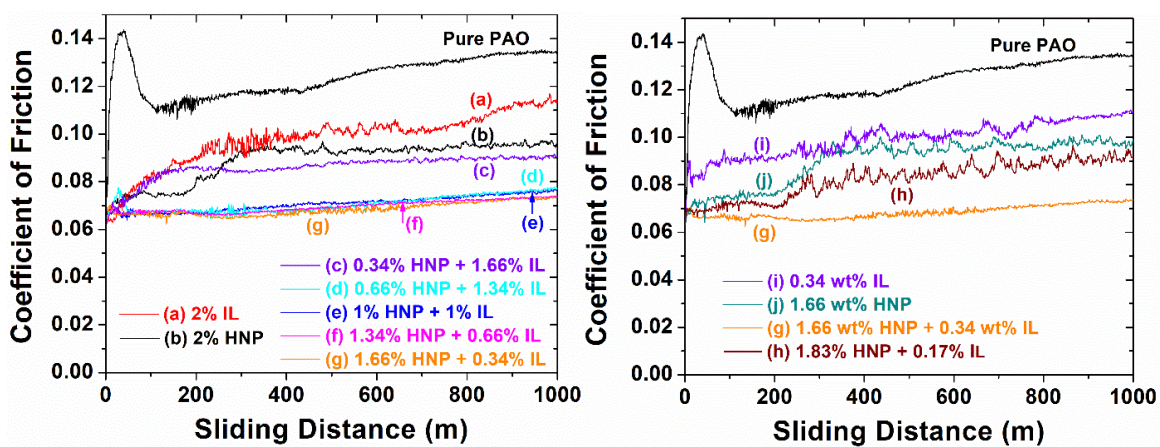 Coefficient of Friction
0.14
0.12
0.10
0.08
0.06
0.04
0.02
0.00
Pure PAO
(a)
(b)
(c)
(d)
(g)
(f)
(e)
(c) 0.34% HNP + 1.66% IL
(d) 0.66% HNP + 1.34% IL
(a) 2% IL
(e) 1% HNP + 1% IL
(b) 2% HNP
(f) 1.34% HNP + 0.66% IL
(g) 1.66% HNP + 0.34% IL
0 200 400 600 800 1000
Sliding Distance (m)
Coefficient of Friction
0.14
0.12
0.10
0.08
0.06
0.04
0.02
0.00
Pure PAO
(i)
(j)
(h)
(g)
(i) 0.34 wt% IL
(j) 1.66 wt% HNP
(g) 1.66 wt% HNP + 0.34 wt% IL
(h) 1.83% HNP + 0.17% IL
0 200 400 600 800 1000
Sliding Distance (m)